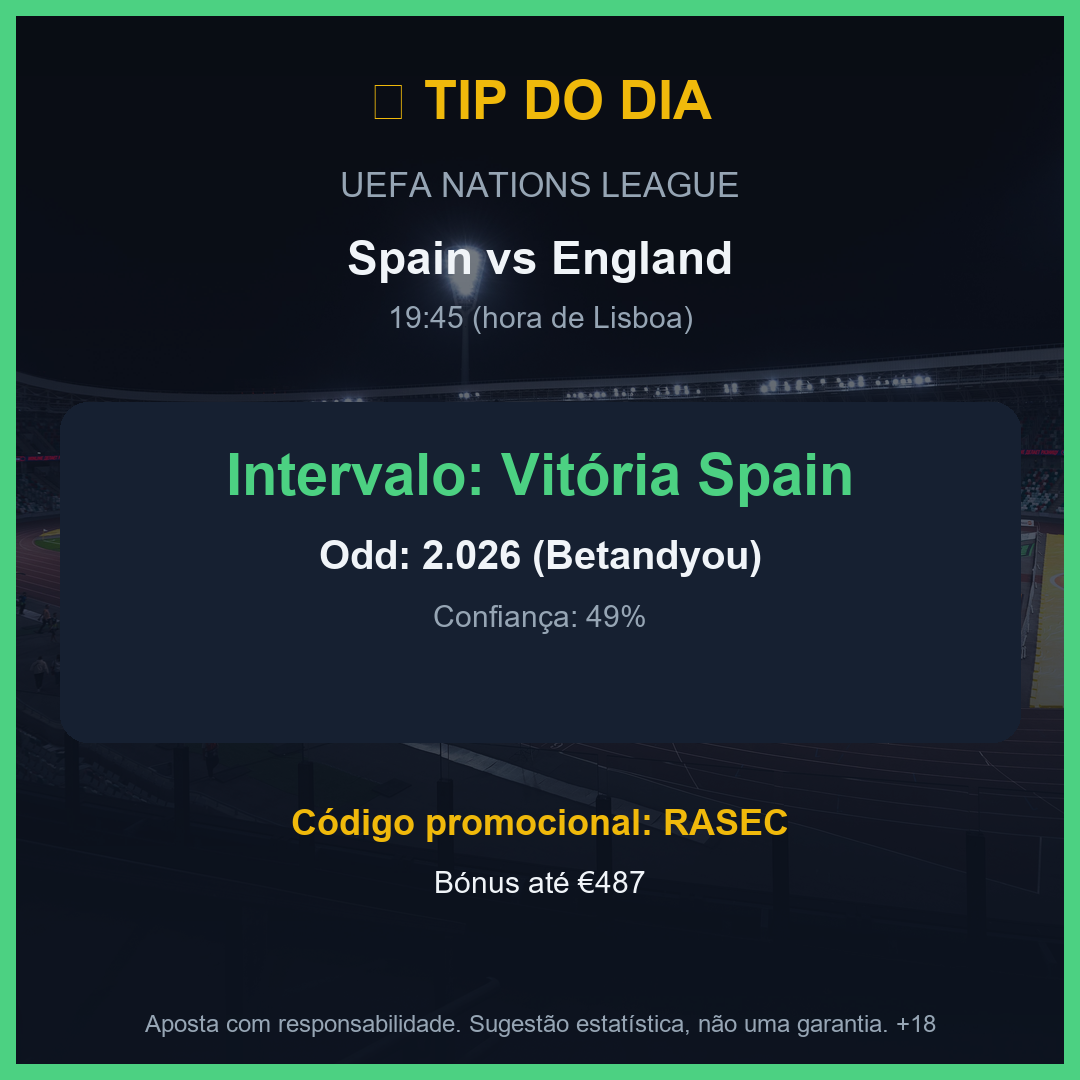 TIP DO DIA
UEFA NATIONS LEAGUE
Spain vs England
19:45 (hora de Lisboa)
Intervalo: Vitória Spain
Odd: 2.026 (Betandyou)
Confiança: 49%
Código promocional: RASEC
Bónus até €487
Aposta com responsabilidade. Sugestão estatística, não uma garantia. +18